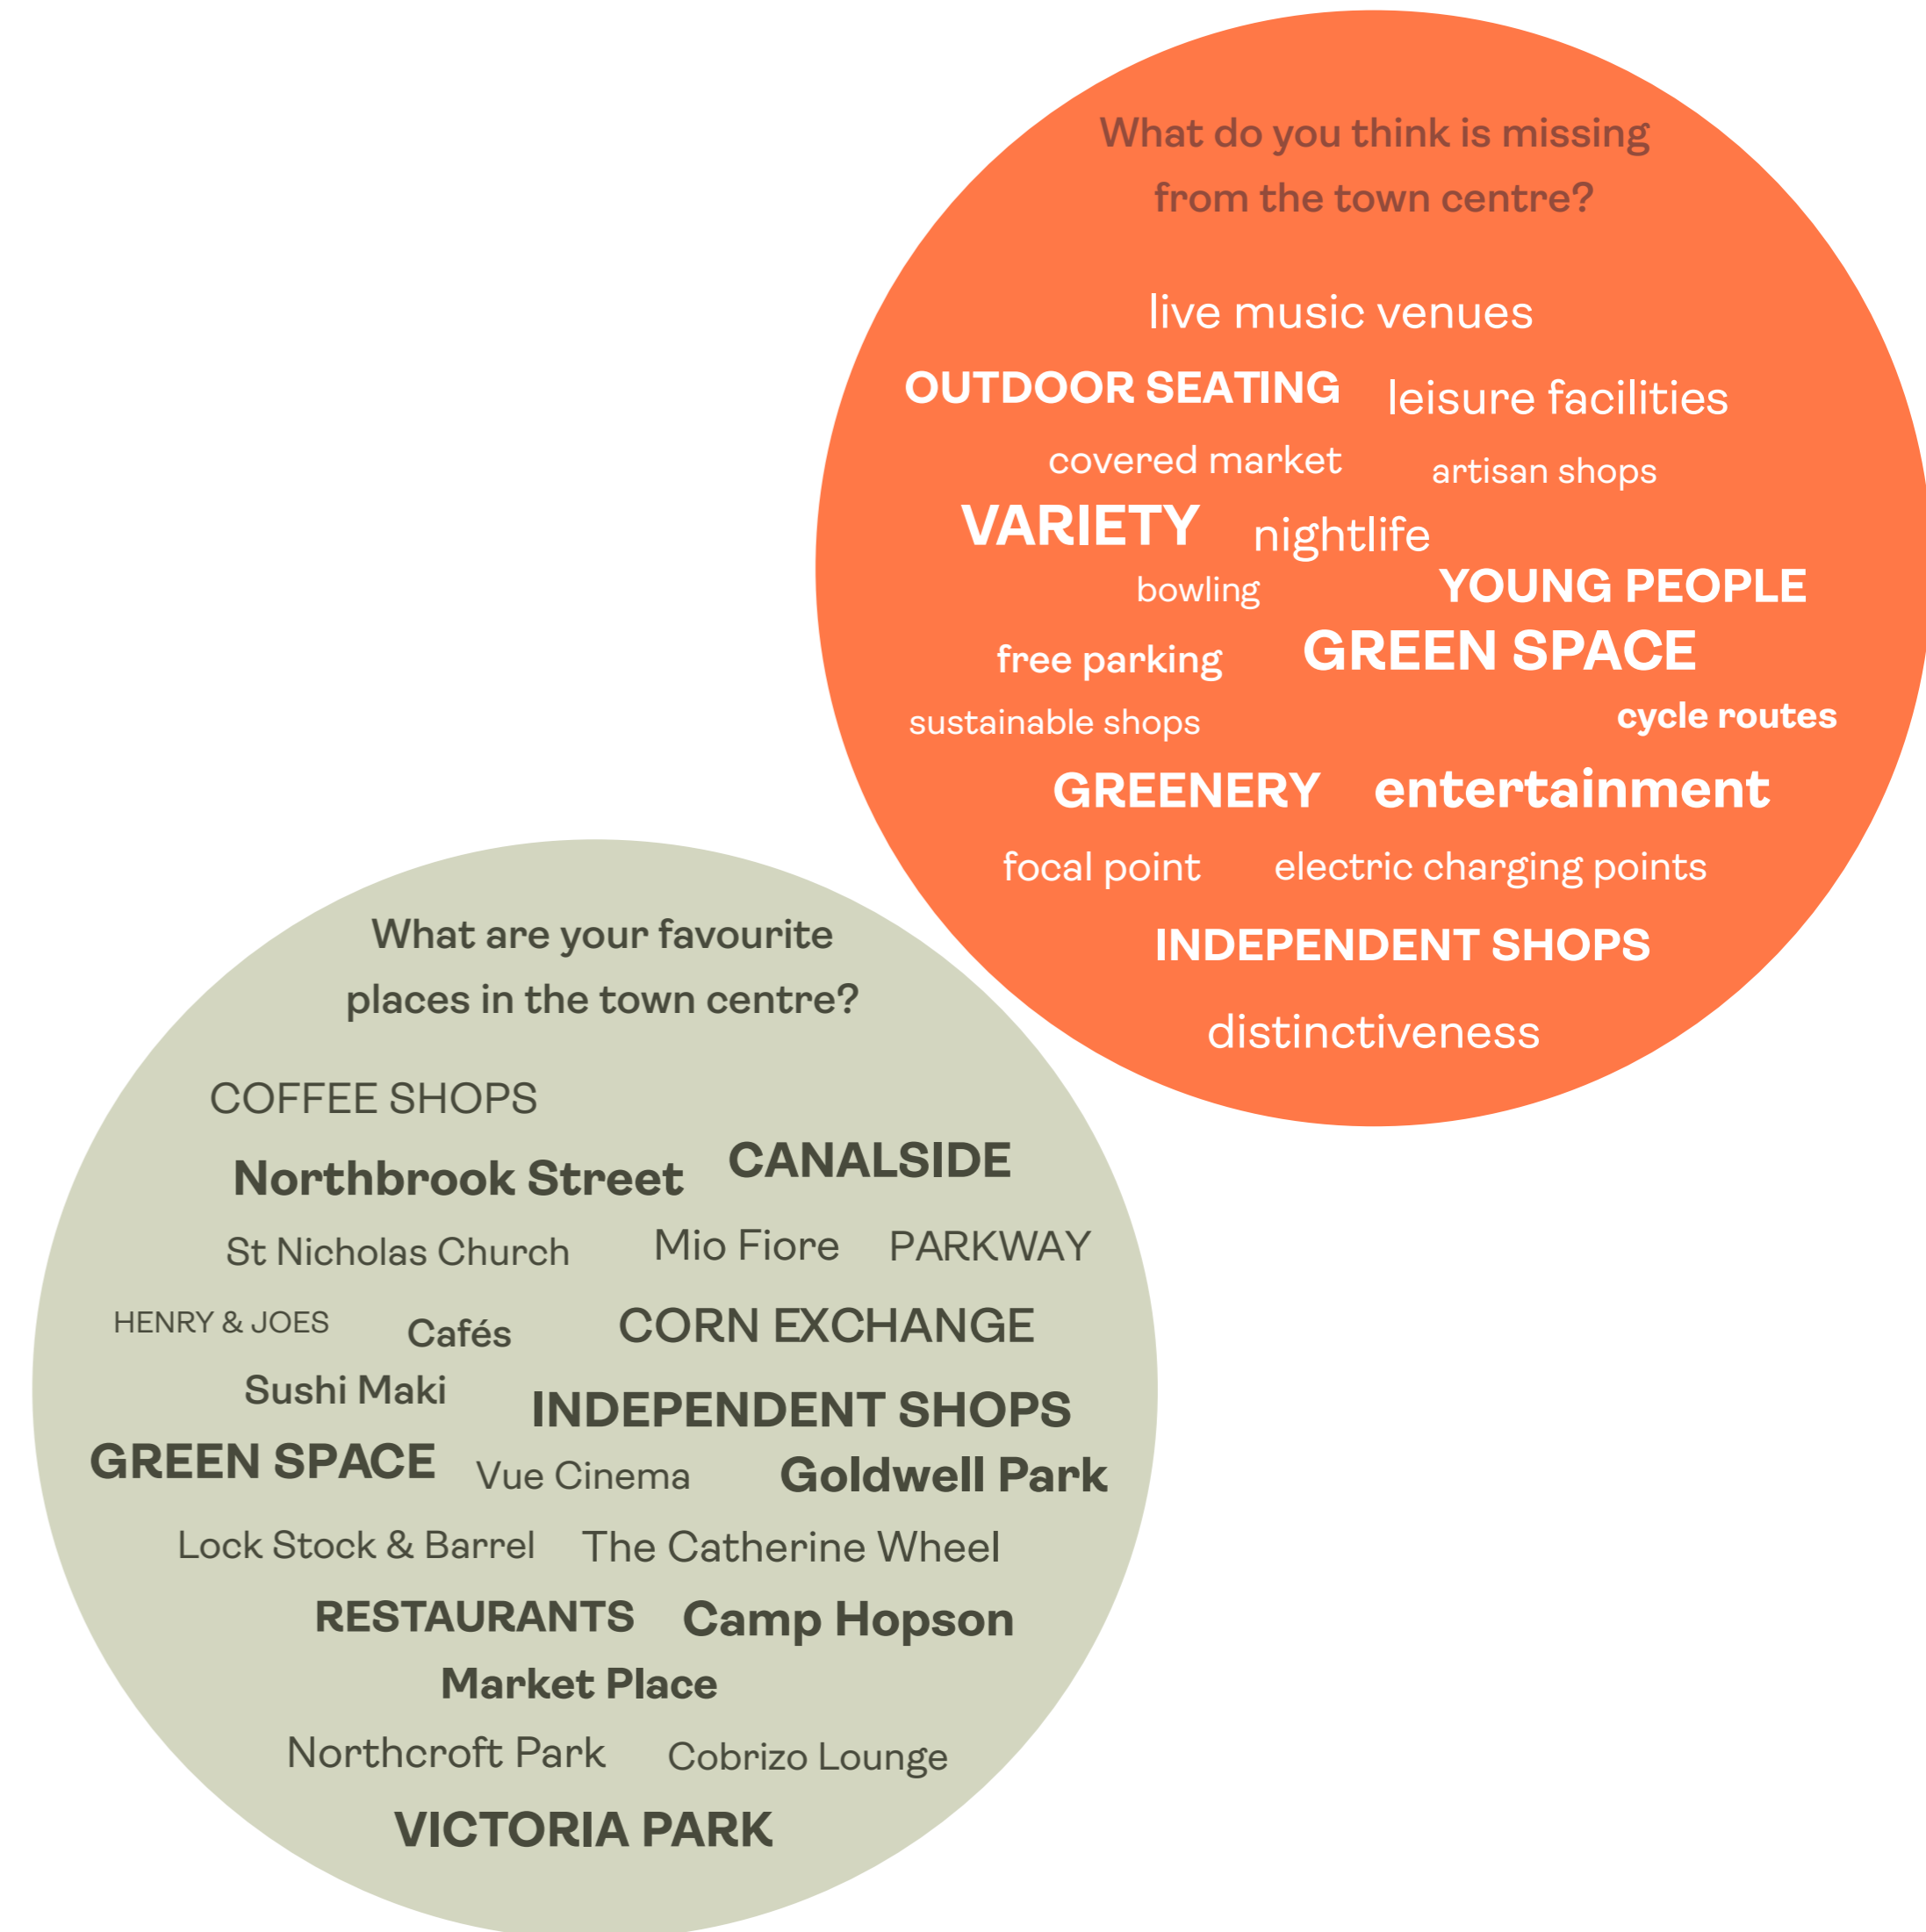 What do you think is missing
from the town centre?
live music venues
OUTDOOR SEATING leisure facilities
covered market artisan shops
VARIETY nightlife
bowling YOUNG PEOPLE
free parking GREEN SPACE
sustainable shops cycle routes
GREENERY entertainment
focal point electric charging points
INDEPENDENT SHOPS
distinctiveness
What are your favourite
places in the town centre?
COFFEE SHOPS
Northbrook Street CANALSIDE
St Nicholas Church Mio Fiore PARKWAY
HENRY & JOES Cafés CORN EXCHANGE
Sushi Maki INDEPENDENT SHOPS
GREEN SPACE Vue Cinema Goldwell Park
Lock Stock & Barrel The Catherine Wheel
RESTAURANTS Camp Hopson
Market Place
Northcroft Park Cobrizo Lounge
VICTORIA PARK